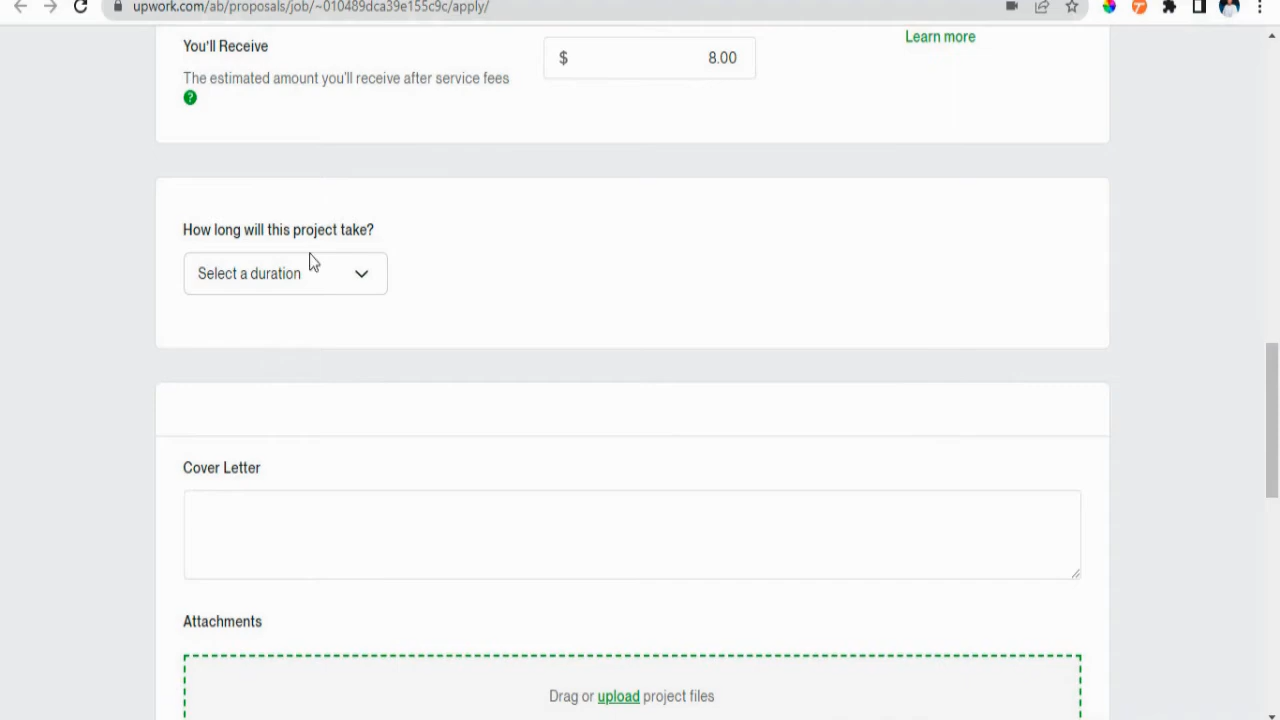 upwork.com/ab/proposals/job/~010489dca39e155c9c/apply/
You'll Receive
$ 8.00
Learn more
The estimated amount you'll receive after service fees
?
How long will this project take?
Select a duration
Cover Letter
Attachments
Drag or upload project files